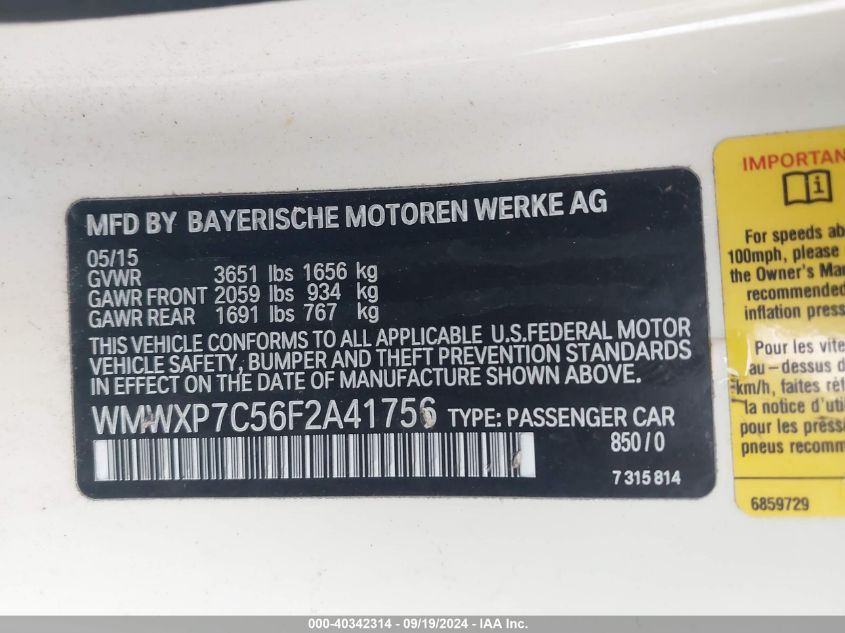 MFD BY BAYERISCHE MOTOREN WERKE AG
05/15
GVWR 3651 lbs 1656 kg
GAWR FRONT 2059 lbs 934 kg
GAWR REAR 1691 lbs 767 kg
THIS VEHICLE CONFORMS TO ALL APPLICABLE U.S.FEDERAL MOTOR
VEHICLE SAFETY, BUMPER AND THEFT PREVENTION STANDARDS
IN EFFECT ON THE DATE OF MANUFACTURE SHOWN ABOVE.
WMWXP7C56F2A41756 TYPE: PASSENGER CAR
850/0
7 315 814
IMPORTAN
For speeds ab
100mph, please
the Owner's Man
recommended
inflation press
Pour les vite
au-dessus d
km/h, faites réf
la notice d'uti
pour les pres
pneus recomm
6859729
© COPART-40342314 - 09/19/2024 - IAA Inc.